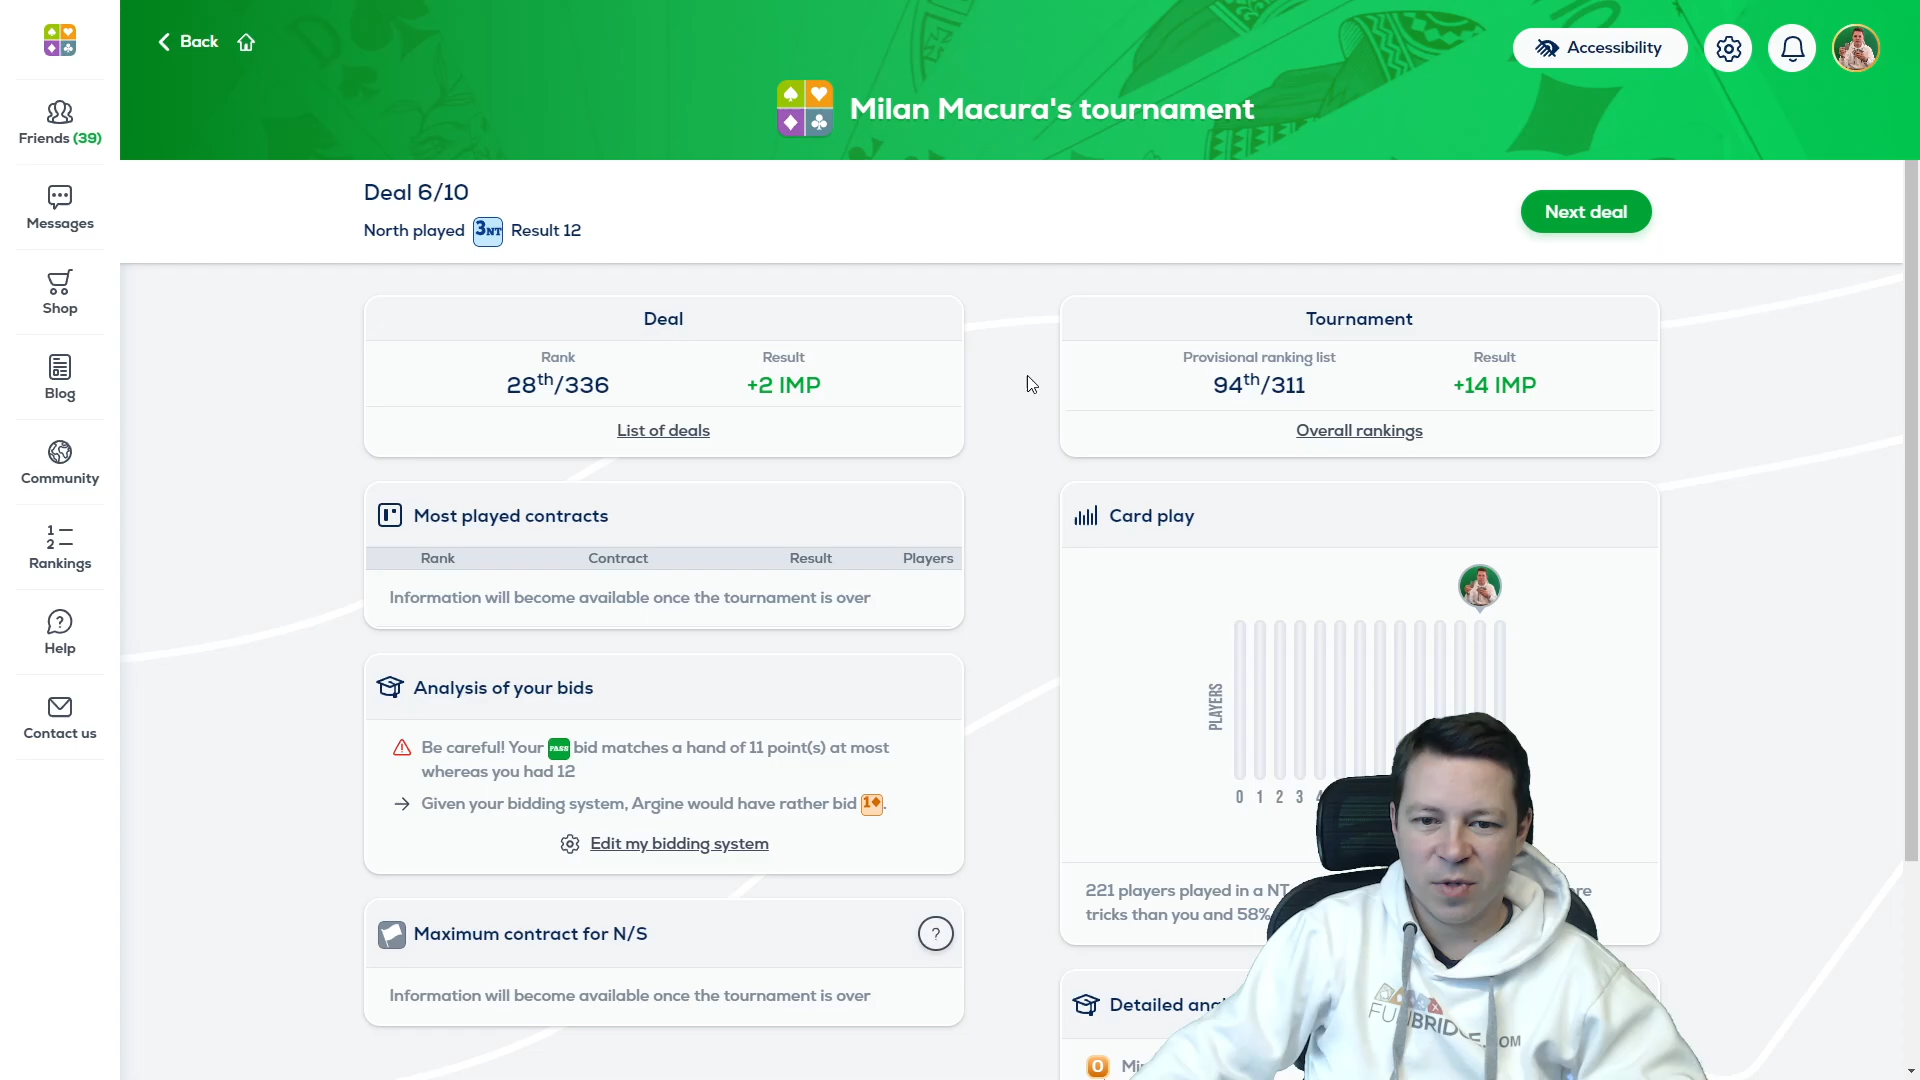 Back
Accessibility
Milan Macura's tournament
Friends (39)
Messages
Shop
Blog
Community
1
2
Rankings
Help
Contact us
Deal 6/10
North played 3NT Result 12
Next deal
Deal
Rank
Result
28th/336
+2 IMP
List of deals
Tournament
Provisional ranking list
Result
94th/311
+14 IMP
Overall rankings
Most played contracts
Rank Contract Result Players
Information will become available once the tournament is over
Analysis of your bids
Be careful! Your PASS bid matches a hand of 11 point(s) at most
whereas you had 12
Given your bidding system, Argine would have rather bid 1♦.
Edit my bidding system
Maximum contract for N/S
?
Information will become available once the tournament is over
Card play
PLAYERS
0 1 2 3
221 players played in a NT
tricks than you and 58%
Detailed
O
FUNBRIDGE.COM